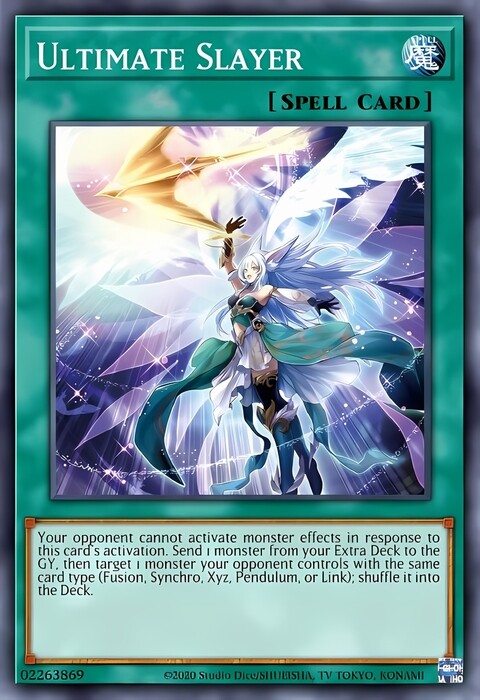 ULTIMATE SLAYER
魔
[SPELL CARD]
Your opponent cannot activate monster effects in response to
this card's activation. Send 1 monster from your Extra Deck to the
GY, then target 1 monster your opponent controls with the same
card type (Fusion, Synchro, Xyz, Pendulum, or Link); shuffle it into
the Deck.
02263869
©2020 Studio Dice/SHUEISHA, TV TOKYO, KONAMI